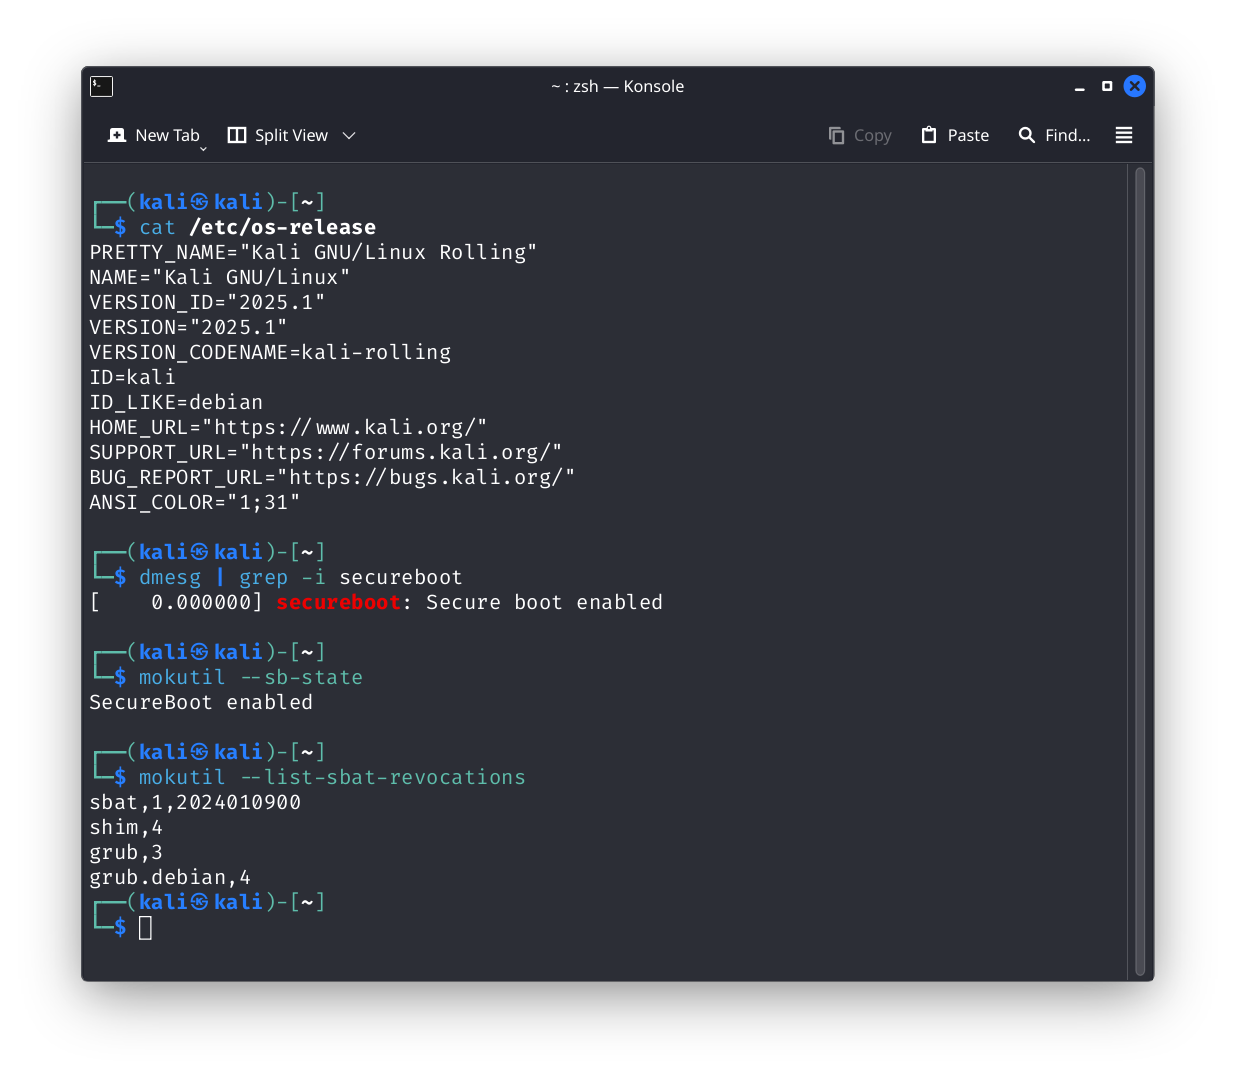 ~ : zsh — Konsole
New Tab Split View Copy Paste Find...
┌──(kali㉿kali)-[~]
└─$ cat /etc/os-release
PRETTY_NAME="Kali GNU/Linux Rolling"
NAME="Kali GNU/Linux"
VERSION_ID="2025.1"
VERSION="2025.1"
VERSION_CODENAME=kali-rolling
ID=kali
ID_LIKE=debian
HOME_URL="https://www.kali.org/"
SUPPORT_URL="https://forums.kali.org/"
BUG_REPORT_URL="https://bugs.kali.org/"
ANSI_COLOR="1;31"
┌──(kali㉿kali)-[~]
└─$ dmesg | grep -i secureboot
[    0.000000] secureboot: Secure boot enabled
┌──(kali㉿kali)-[~]
└─$ mokutil --sb-state
SecureBoot enabled
┌──(kali㉿kali)-[~]
└─$ mokutil --list-sbat-revocations
sbat,1,2024010900
shim,4
grub,3
grub.debian,4
┌──(kali㉿kali)-[~]
└─$